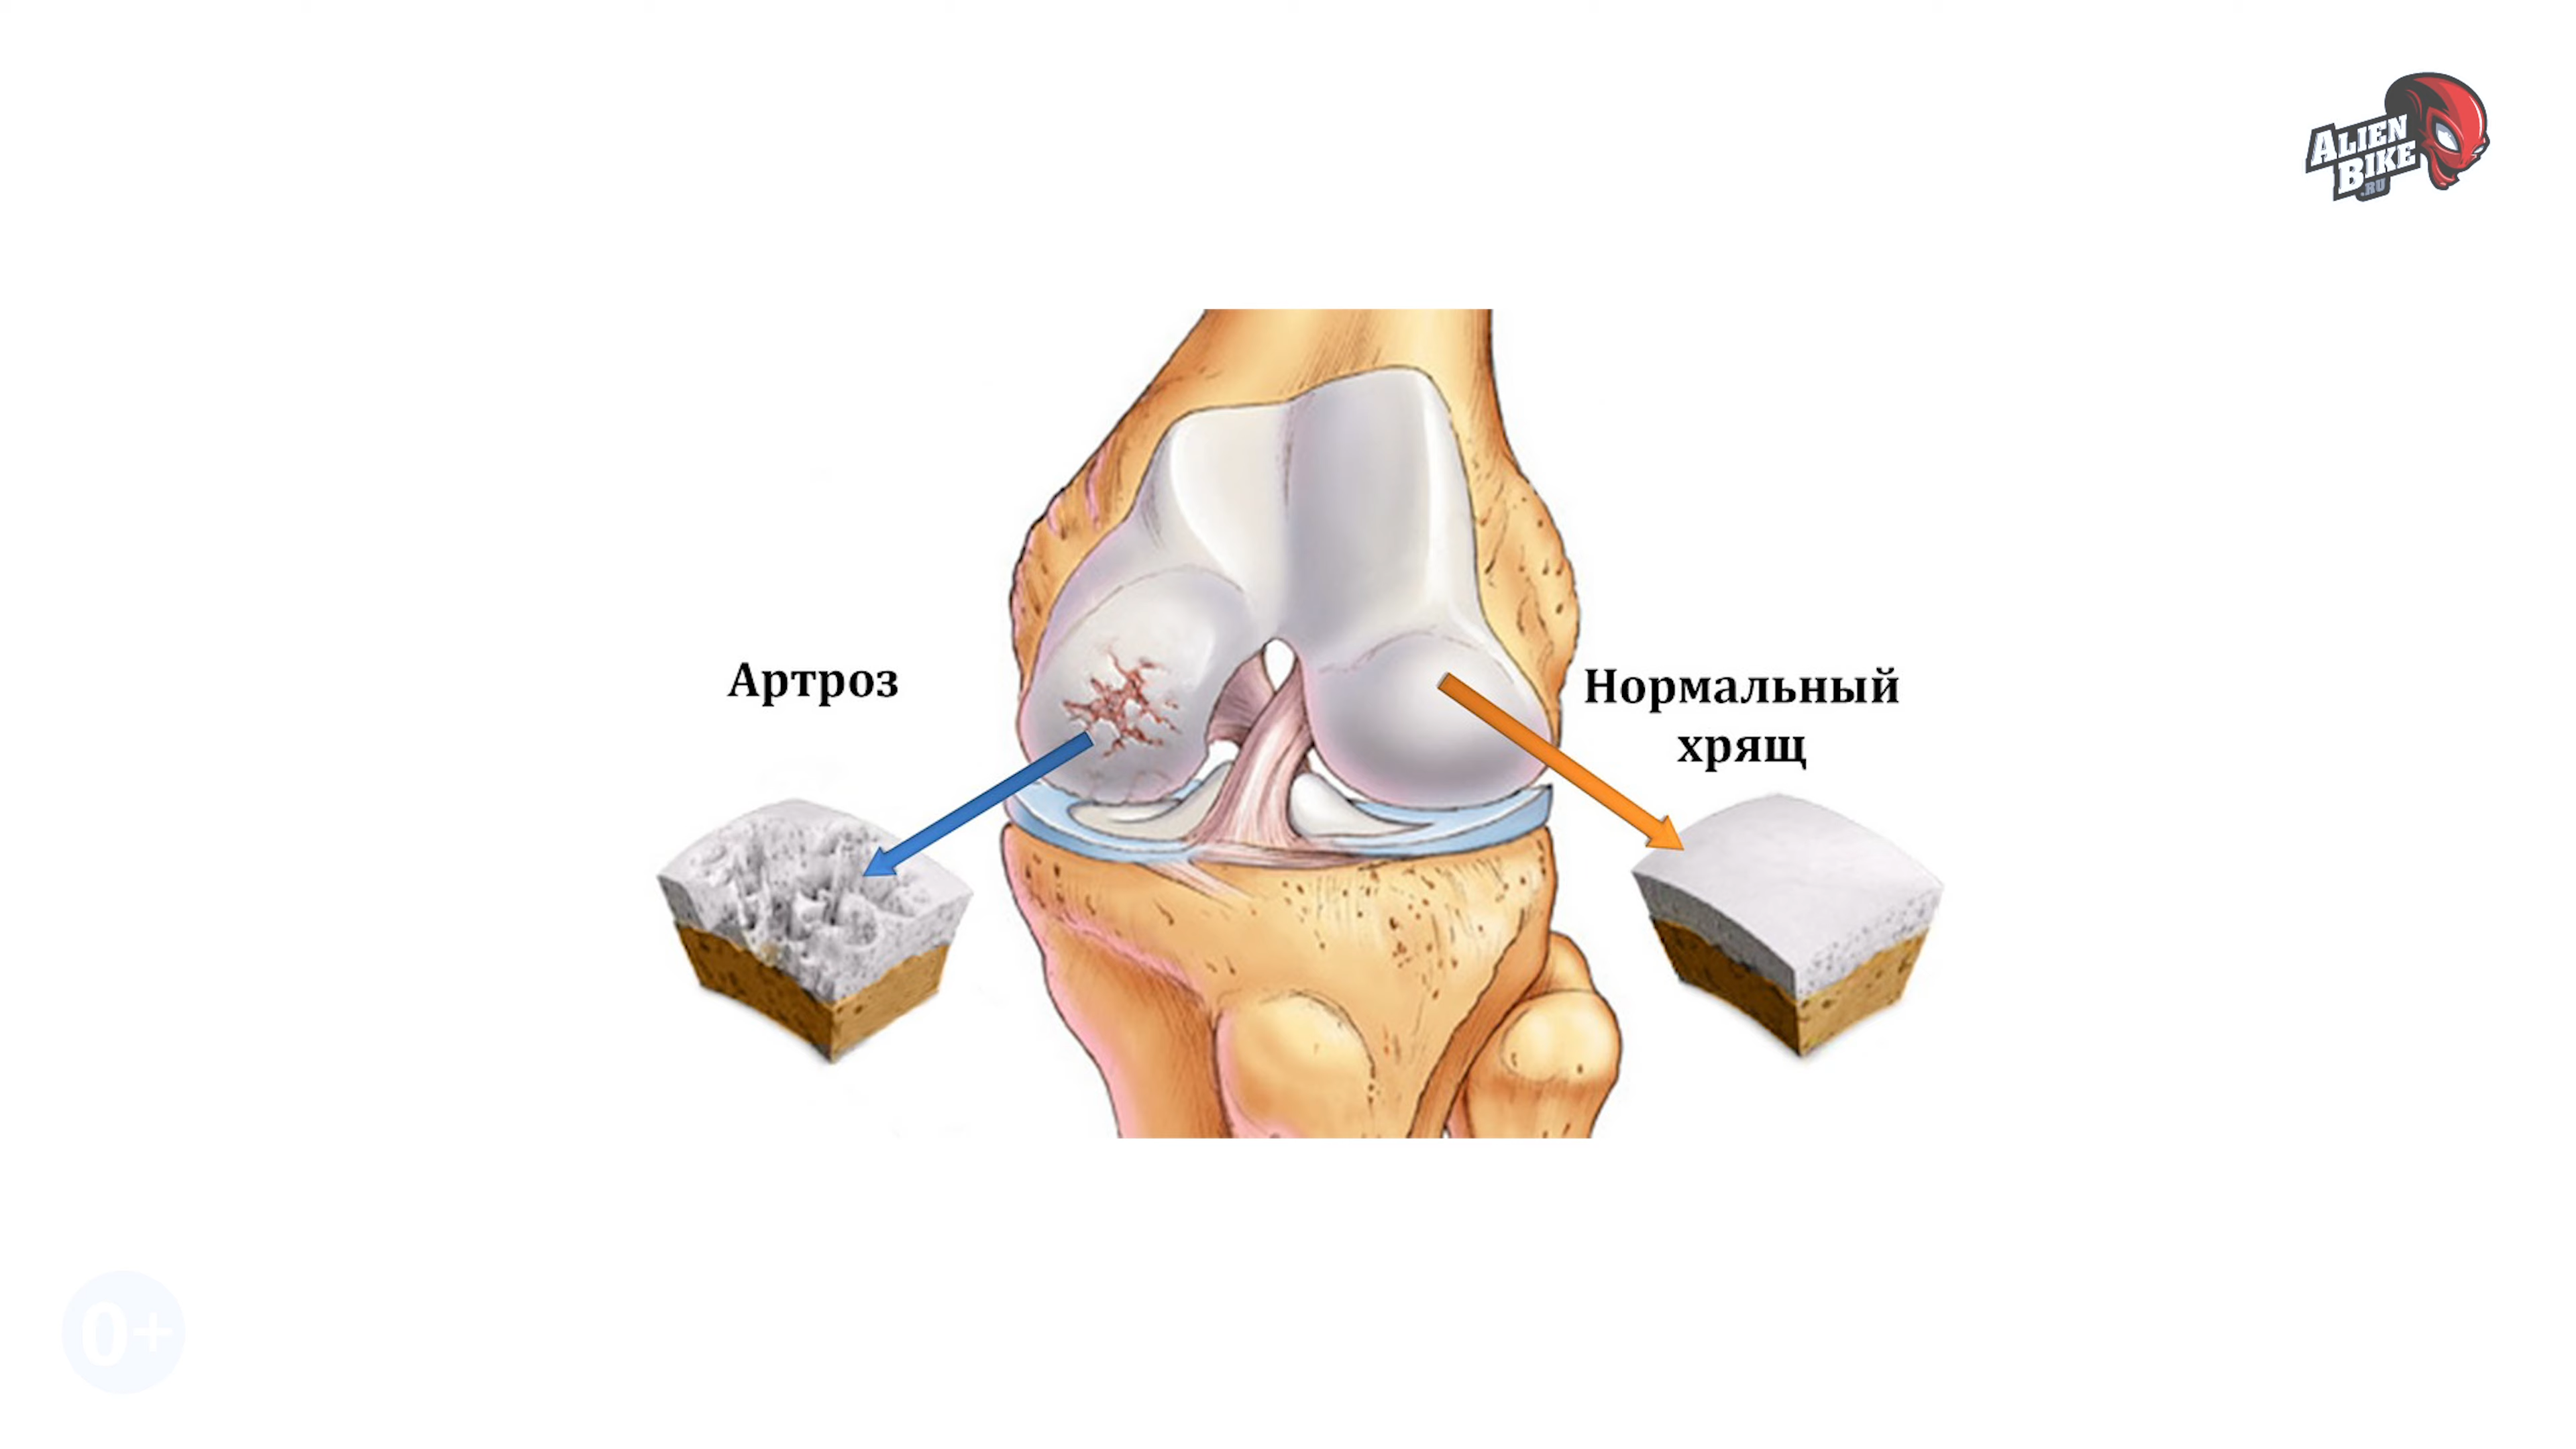 ALIEN
BIKE
.RU
Артроз
Нормальный
хрящ
0+